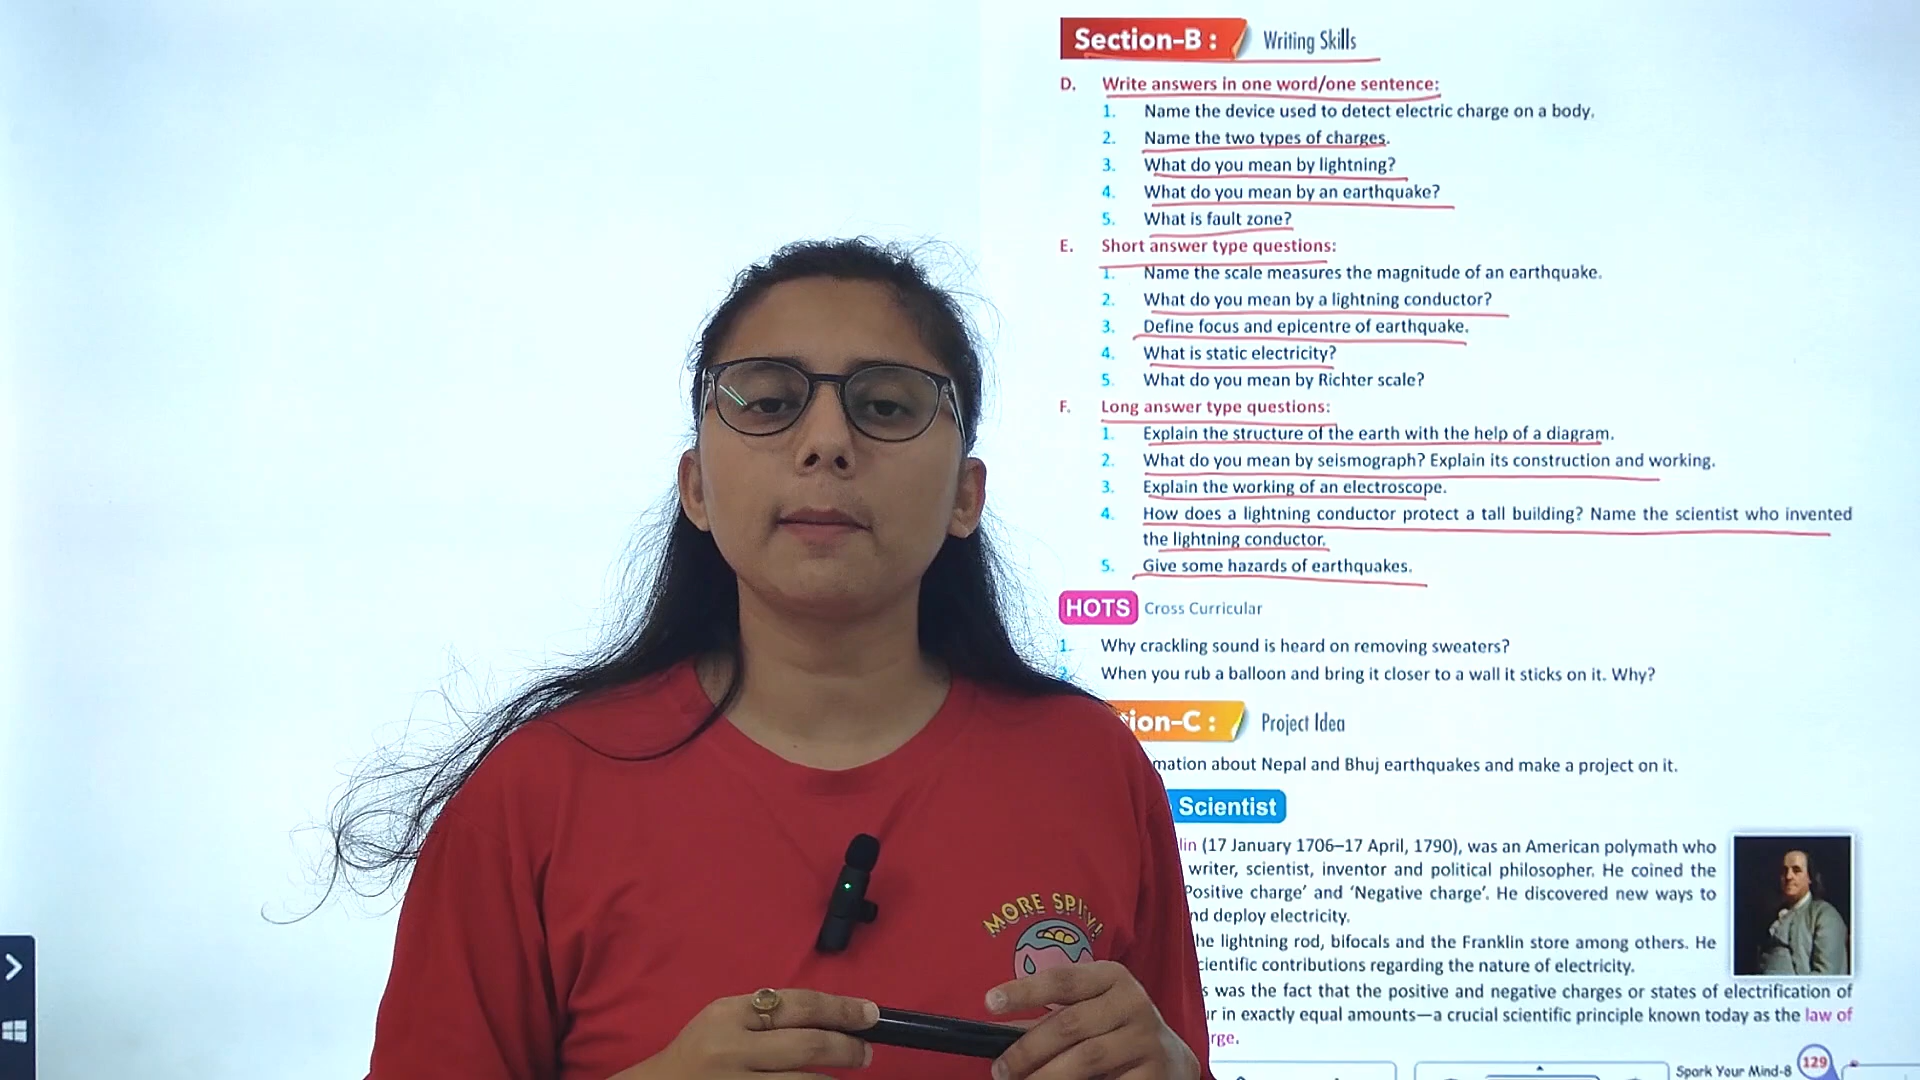 Section-B : Writing Skills
D. Write answers in one word/one sentence:
1. Name the device used to detect electric charge on a body.
2. Name the two types of charges.
3. What do you mean by lightning?
4. What do you mean by an earthquake?
5. What is fault zone?
E. Short answer type questions:
1. Name the scale measures the magnitude of an earthquake.
2. What do you mean by a lightning conductor?
3. Define focus and epicentre of earthquake.
4. What is static electricity?
5. What do you mean by Richter scale?
F. Long answer type questions:
1. Explain the structure of the earth with the help of a diagram.
2. What do you mean by seismograph? Explain its construction and working.
3. Explain the working of an electroscope.
4. How does a lightning conductor protect a tall building? Name the scientist who invented
the lightning conductor.
5. Give some hazards of earthquakes.
HOTS Cross Curricular
1. Why crackling sound is heard on removing sweaters?
2. When you rub a balloon and bring it closer to a wall it sticks on it. Why?
tion-C : Project Idea
mation about Nepal and Bhuj earthquakes and make a project on it.
Scientist
lin (17 January 1706–17 April, 1790), was an American polymath who
writer, scientist, inventor and political philosopher. He coined the
Positive charge’ and ‘Negative charge’. He discovered new ways to
nd deploy electricity.
he lightning rod, bifocals and the Franklin store among others. He
cientific contributions regarding the nature of electricity.
s was the fact that the positive and negative charges or states of electrification of
ur in exactly equal amounts—a crucial scientific principle known today as the law of
rge.
Spark Your Mind-8 129
MORE SPICY!